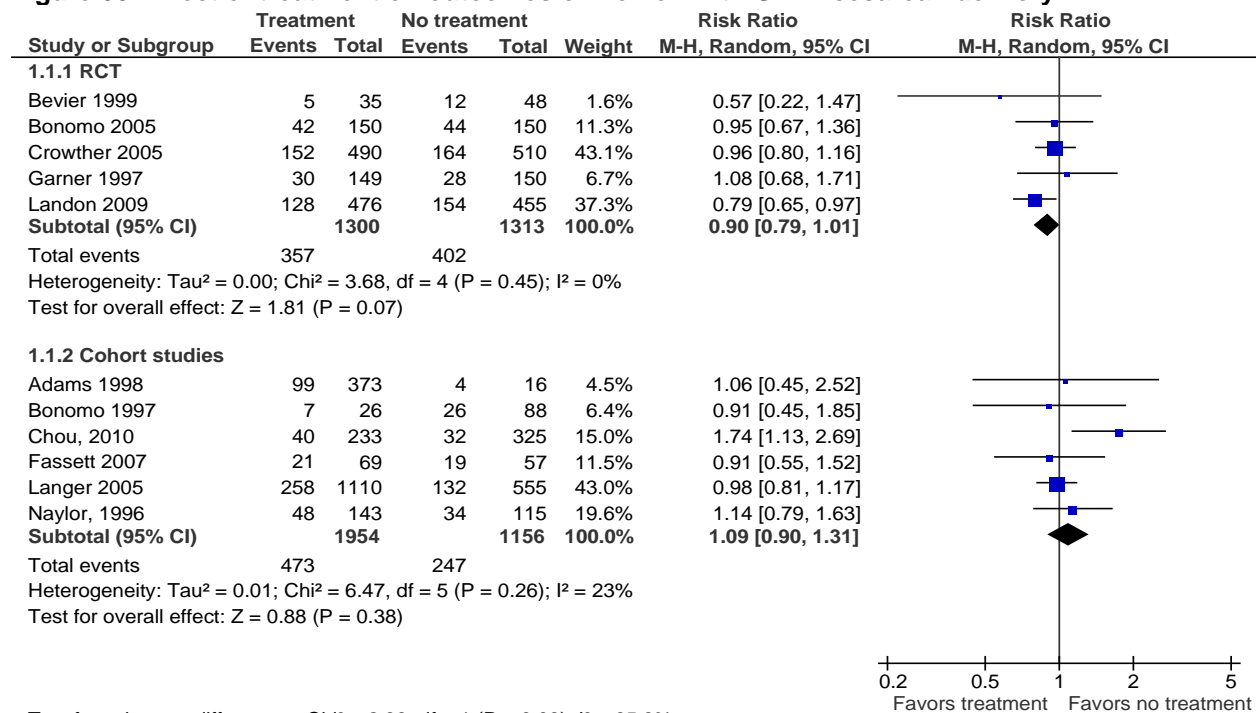 Treatment No treatment Risk Ratio Risk Ratio
Study or Subgroup Events Total Events Total Weight M-H, Random, 95% CI M-H, Random, 95% CI
1.1.1 RCT
Bevier 1999 5 35 12 48 1.6% 0.57 [0.22, 1.47]
Bonomo 2005 42 150 44 150 11.3% 0.95 [0.67, 1.36]
Crowther 2005 152 490 164 510 43.1% 0.96 [0.80, 1.16]
Garner 1997 30 149 28 150 6.7% 1.08 [0.68, 1.71]
Landon 2009 128 476 154 455 37.3% 0.79 [0.65, 0.97]
Subtotal (95% CI) 1300 1313 100.0% 0.90 [0.79, 1.01]
Total events 357 402
Heterogeneity: Tau² = 0.00; Chi² = 3.68, df = 4 (P = 0.45); I² = 0%
Test for overall effect: Z = 1.81 (P = 0.07)
1.1.2 Cohort studies
Adams 1998 99 373 4 16 4.5% 1.06 [0.45, 2.52]
Bonomo 1997 7 26 26 88 6.4% 0.91 [0.45, 1.85]
Chou, 2010 40 233 32 325 15.0% 1.74 [1.13, 2.69]
Fassett 2007 21 69 19 57 11.5% 0.91 [0.55, 1.52]
Langer 2005 258 1110 132 555 43.0% 0.98 [0.81, 1.17]
Naylor, 1996 48 143 34 115 19.6% 1.14 [0.79, 1.63]
Subtotal (95% CI) 1954 1156 100.0% 1.09 [0.90, 1.31]
Total events 473 247
Heterogeneity: Tau² = 0.01; Chi² = 6.47, df = 5 (P = 0.26); I² = 23%
Test for overall effect: Z = 0.88 (P = 0.38)
0.2 0.5 1 2 5
Favors treatment Favors no treatment